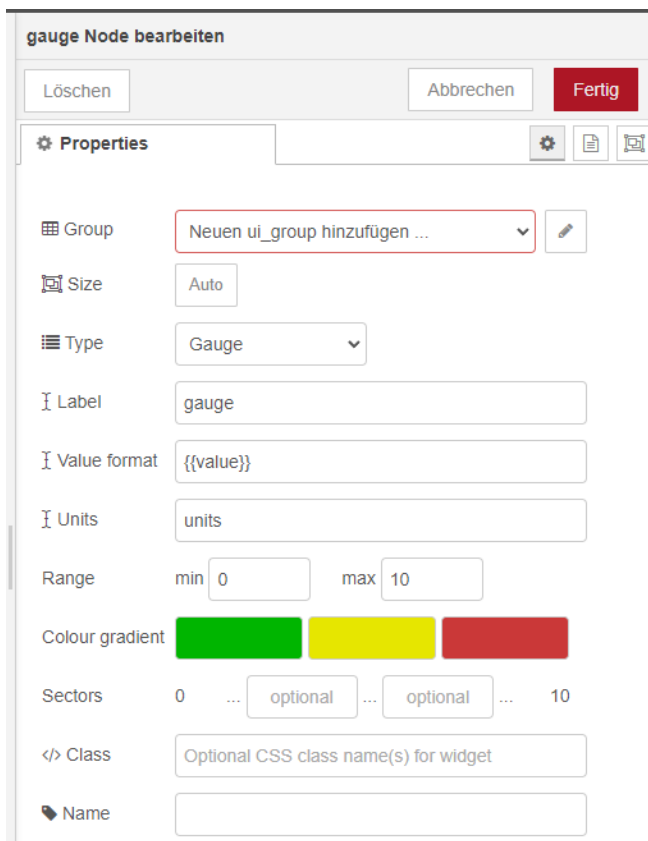 gauge Node bearbeiten
Löschen Abbrechen Fertig
Properties
Group Neuen ui_group hinzufügen ...
Size Auto
Type Gauge
Label gauge
Value format {{value}}
Units units
Range min 0 max 10
Colour gradient
Sectors 0 ... optional ... optional ... 10
</> Class Optional CSS class name(s) for widget
Name